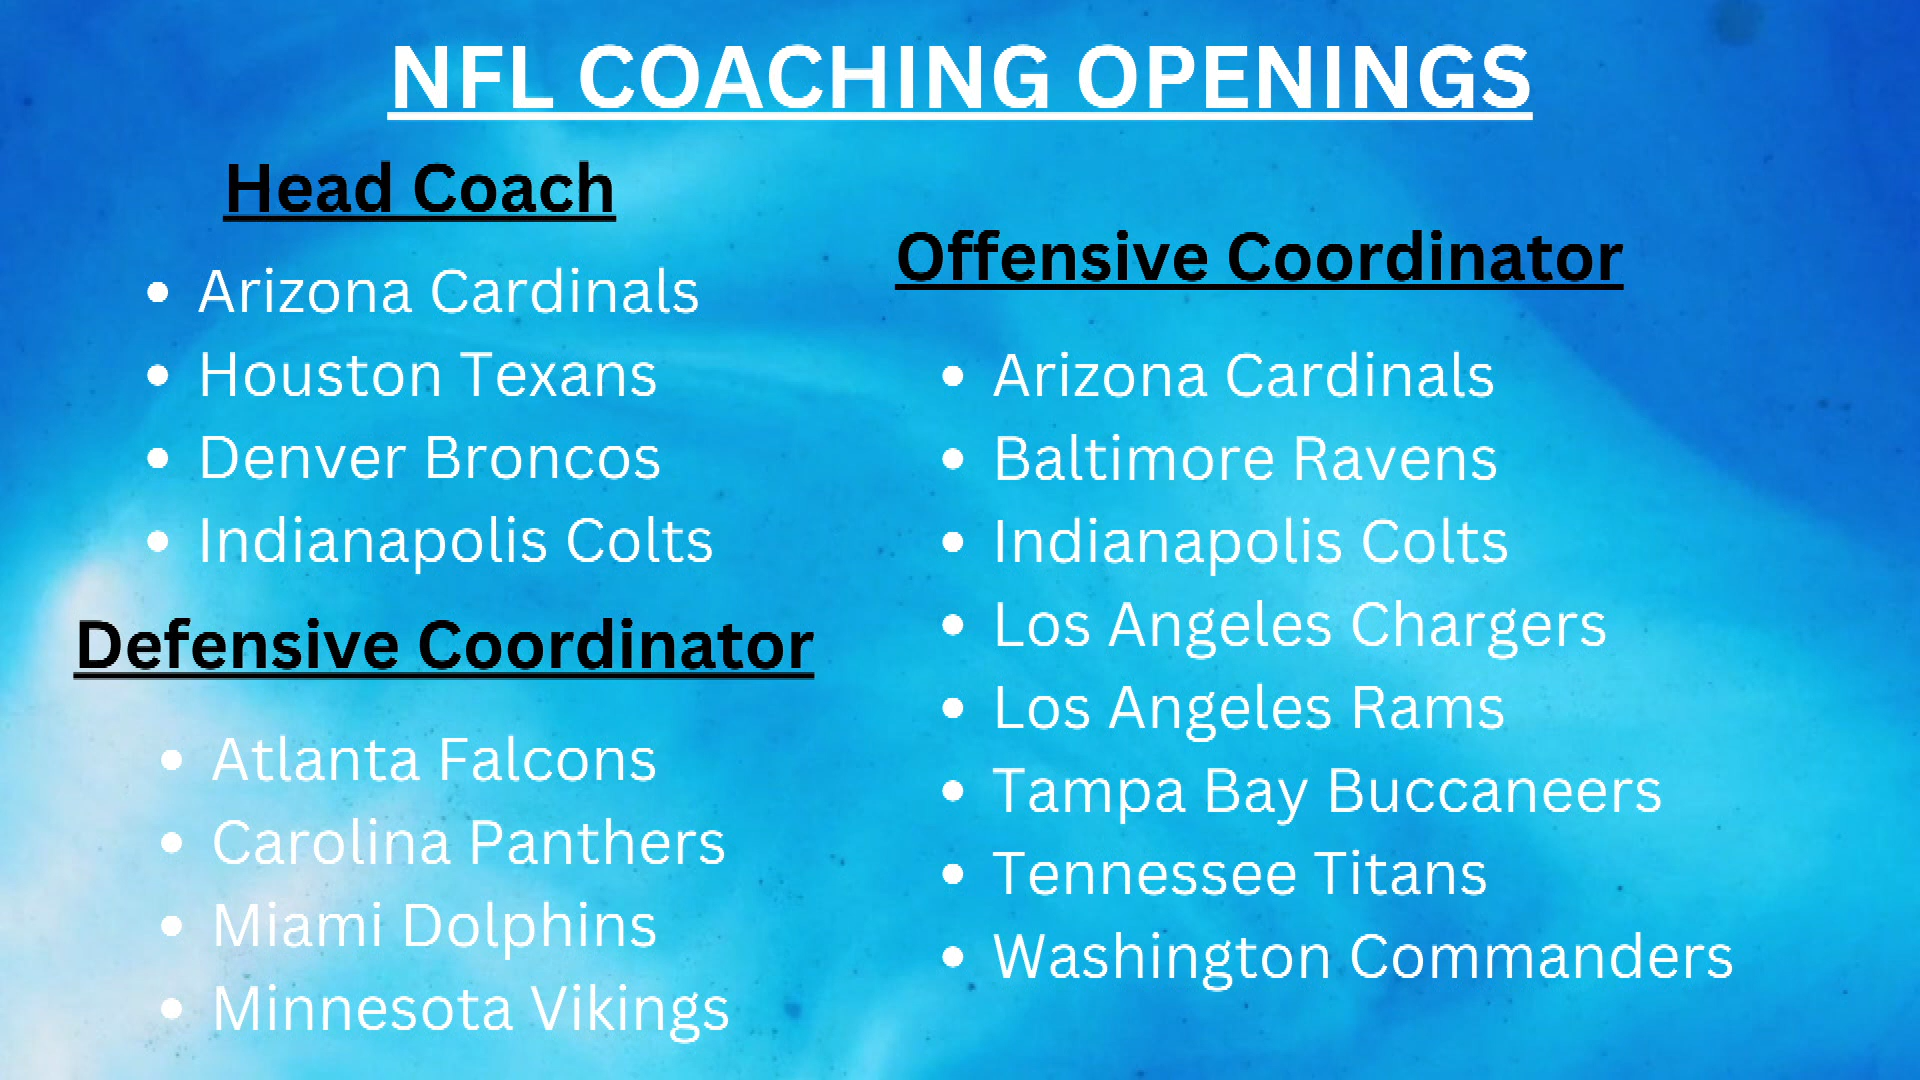 NFL COACHING OPENINGS
Head Coach
• Arizona Cardinals
• Houston Texans
• Denver Broncos
• Indianapolis Colts
Defensive Coordinator
• Atlanta Falcons
• Carolina Panthers
• Miami Dolphins
• Minnesota Vikings
Offensive Coordinator
• Arizona Cardinals
• Baltimore Ravens
• Indianapolis Colts
• Los Angeles Chargers
• Los Angeles Rams
• Tampa Bay Buccaneers
• Tennessee Titans
• Washington Commanders